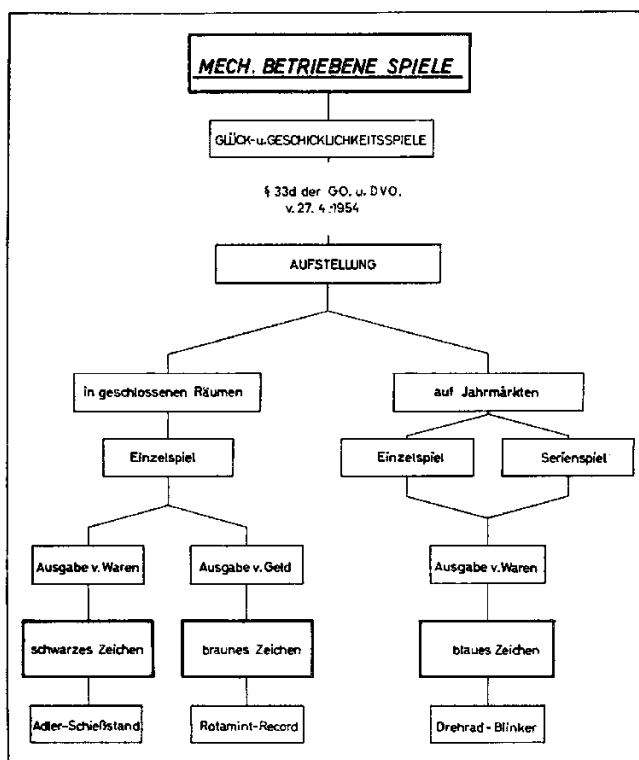 MECH. BETRIEBENE SPIELE
GLÜCK-u.GESCHICKLICHKEITSSPIELE
§ 33d der GO. u. DVO.
v. 27. 4. 1954
AUFSTELLUNG
in geschlossenen Räumen
auf Jahrmärkten
Einzelspiel
Einzelspiel
Serienspiel
Ausgabe v. Waren
Ausgabe v. Geld
Ausgabe v. Waren
schwarzes Zeichen
braunes Zeichen
blaues Zeichen
Adler-Schießstand
Rotamint-Record
Drehrad-Blinker